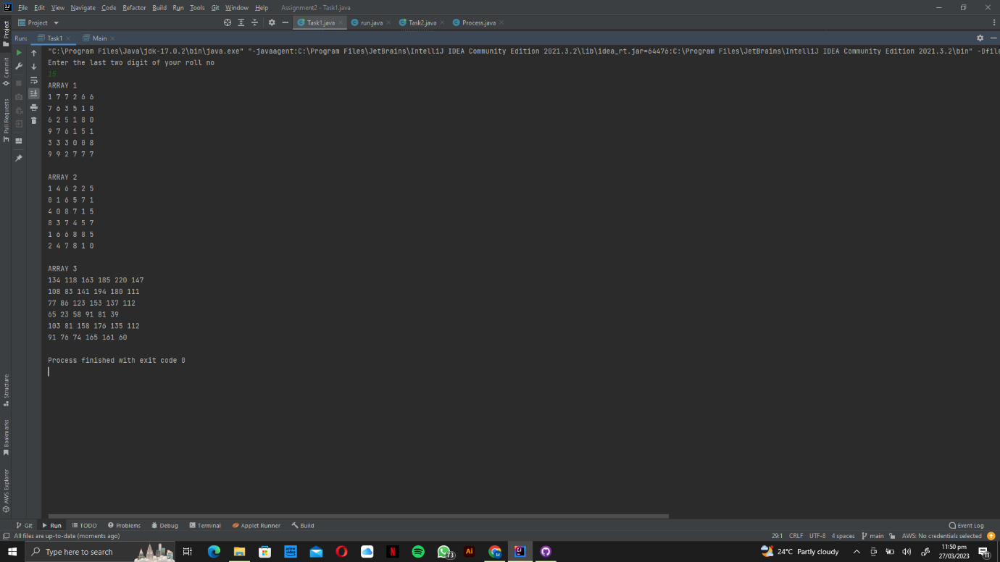 File Edit View Navigate Code Refactor Build Run Tools Git Window Help Assignment2 - Task1.java
Project Task1.java run.java Task2.java Process.java
Run: Task1 Main
"C:\Program Files\Java\jdk-17.0.2\bin\java.exe" "-javaagent:C:\Program Files\JetBrains\IntelliJ IDEA Community Edition 2021.3.2\lib\idea_rt.jar=64476:C:\Program Files\JetBrains\IntelliJ IDEA Community Edition 2021.3.2\bin" -Dfile
Enter the last two digit of your roll no
15
ARRAY 1
1 7 7 2 6 6
7 6 3 5 1 8
6 2 5 1 8 0
9 7 6 1 5 1
3 3 3 0 0 8
9 9 2 7 7 7
ARRAY 2
1 4 6 2 2 5
0 1 6 5 7 1
4 0 8 7 1 5
8 3 7 4 5 7
1 6 6 8 8 5
2 4 7 8 1 0
ARRAY 3
134 118 163 185 220 147
108 83 141 194 180 111
77 86 123 153 137 112
65 23 58 91 81 39
103 81 158 176 135 112
91 76 74 165 161 60
Process finished with exit code 0
Project
Commit
Pull Requests
Structure
Bookmarks
AWS Explorer
Git Run TODO Problems Debug Terminal Applet Runner Build Event Log
All files are up-to-date (moments ago) 29:1 CRLF UTF-8 4 spaces main AWS: No credentials selected
Type here to search prime video N 73 Ai 24°C Partly cloudy 11:50 pm
27/03/2023 11